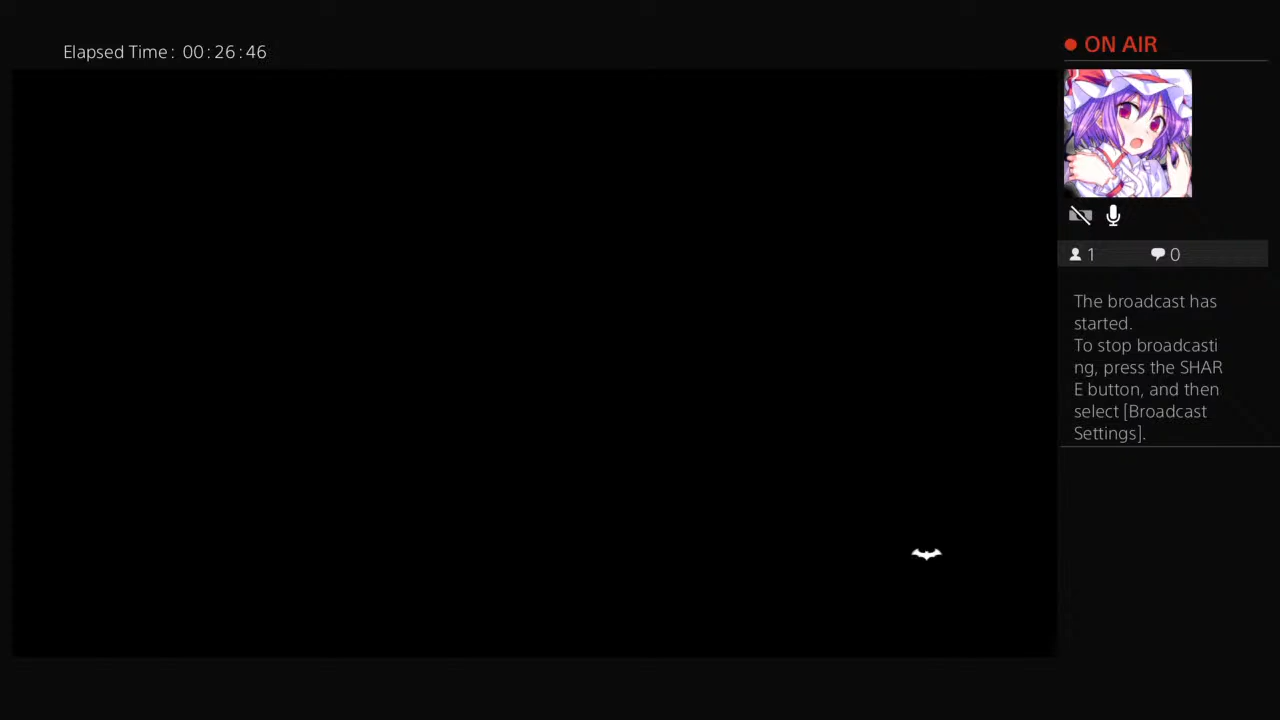 Elapsed Time: 00:26:46
ON AIR
1
0
The broadcast has
started.
To stop broadcasti
ng, press the SHAR
E button, and then
select [Broadcast
Settings].